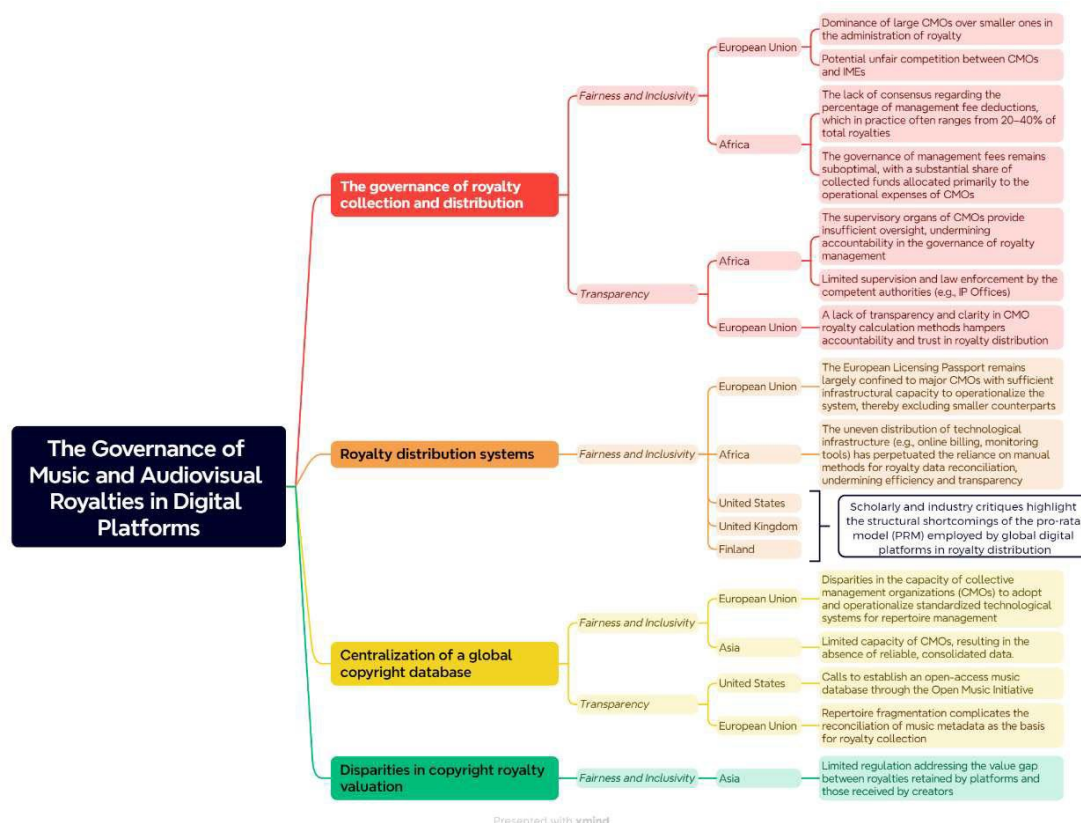 The Governance of
Music and Audiovisual
Royalties in Digital
Platforms
The governance of royalty
collection and distribution
Fairness and Inclusivity
European Union
Dominance of large CMOs over smaller ones in
the administration of royalty
Potential unfair competition between CMOs
and IMEs
Africa
The lack of consensus regarding the
percentage of management fee deductions,
which in practice often ranges from 20–40% of
total royalties
The governance of management fees remains
suboptimal, with a substantial share of
collected funds allocated primarily to the
operational expenses of CMOs
Transparency
Africa
The supervisory organs of CMOs provide
insufficient oversight, undermining
accountability in the governance of royalty
management
Limited supervision and law enforcement by the
competent authorities (e.g., IP Offices)
European Union
A lack of transparency and clarity in CMO
royalty calculation methods hampers
accountability and trust in royalty distribution
Royalty distribution systems
Fairness and Inclusivity
European Union
The European Licensing Passport remains
largely confined to major CMOs with sufficient
infrastructural capacity to operationalize the
system, thereby excluding smaller counterparts
Africa
The uneven distribution of technological
infrastructure (e.g., online billing, monitoring
tools) has perpetuated the reliance on manual
methods for royalty data reconciliation,
undermining efficiency and transparency
United States
United Kingdom
Finland
Scholarly and industry critiques highlight
the structural shortcomings of the pro-rata
model (PRM) employed by global digital
platforms in royalty distribution
Centralization of a global
copyright database
Fairness and Inclusivity
European Union
Disparities in the capacity of collective
management organizations (CMOs) to adopt
and operationalize standardized technological
systems for repertoire management
Asia
Limited capacity of CMOs, resulting in the
absence of reliable, consolidated data.
Transparency
United States
Calls to establish an open-access music
database through the Open Music Initiative
European Union
Repertoire fragmentation complicates the
reconciliation of music metadata as the basis
for royalty collection
Disparities in copyright royalty
valuation
Fairness and Inclusivity
Asia
Limited regulation addressing the value gap
between royalties retained by platforms and
those received by creators
Presented with xmind